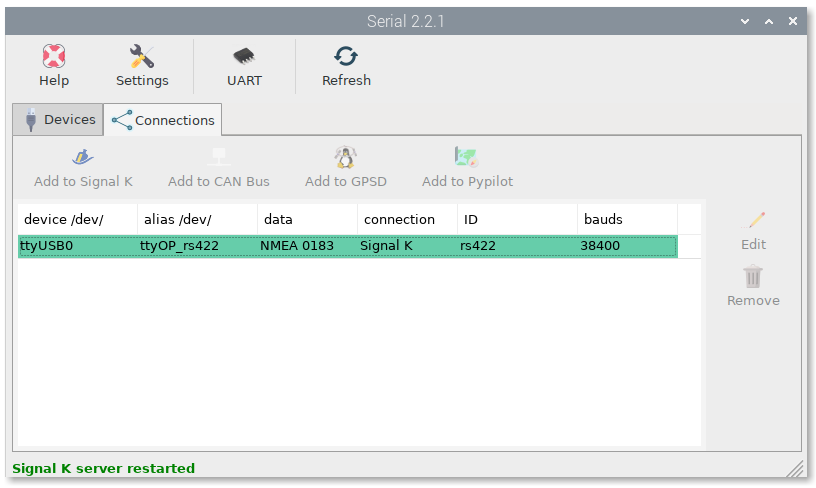 Serial 2.2.1
Help Settings UART Refresh
Devices Connections
Add to Signal K Add to CAN Bus Add to GPSD Add to Pypilot
device /dev/ alias /dev/ data connection ID bauds
ttyUSB0 ttyOP_rs422 NMEA 0183 Signal K rs422 38400
Edit
Remove
Signal K server restarted